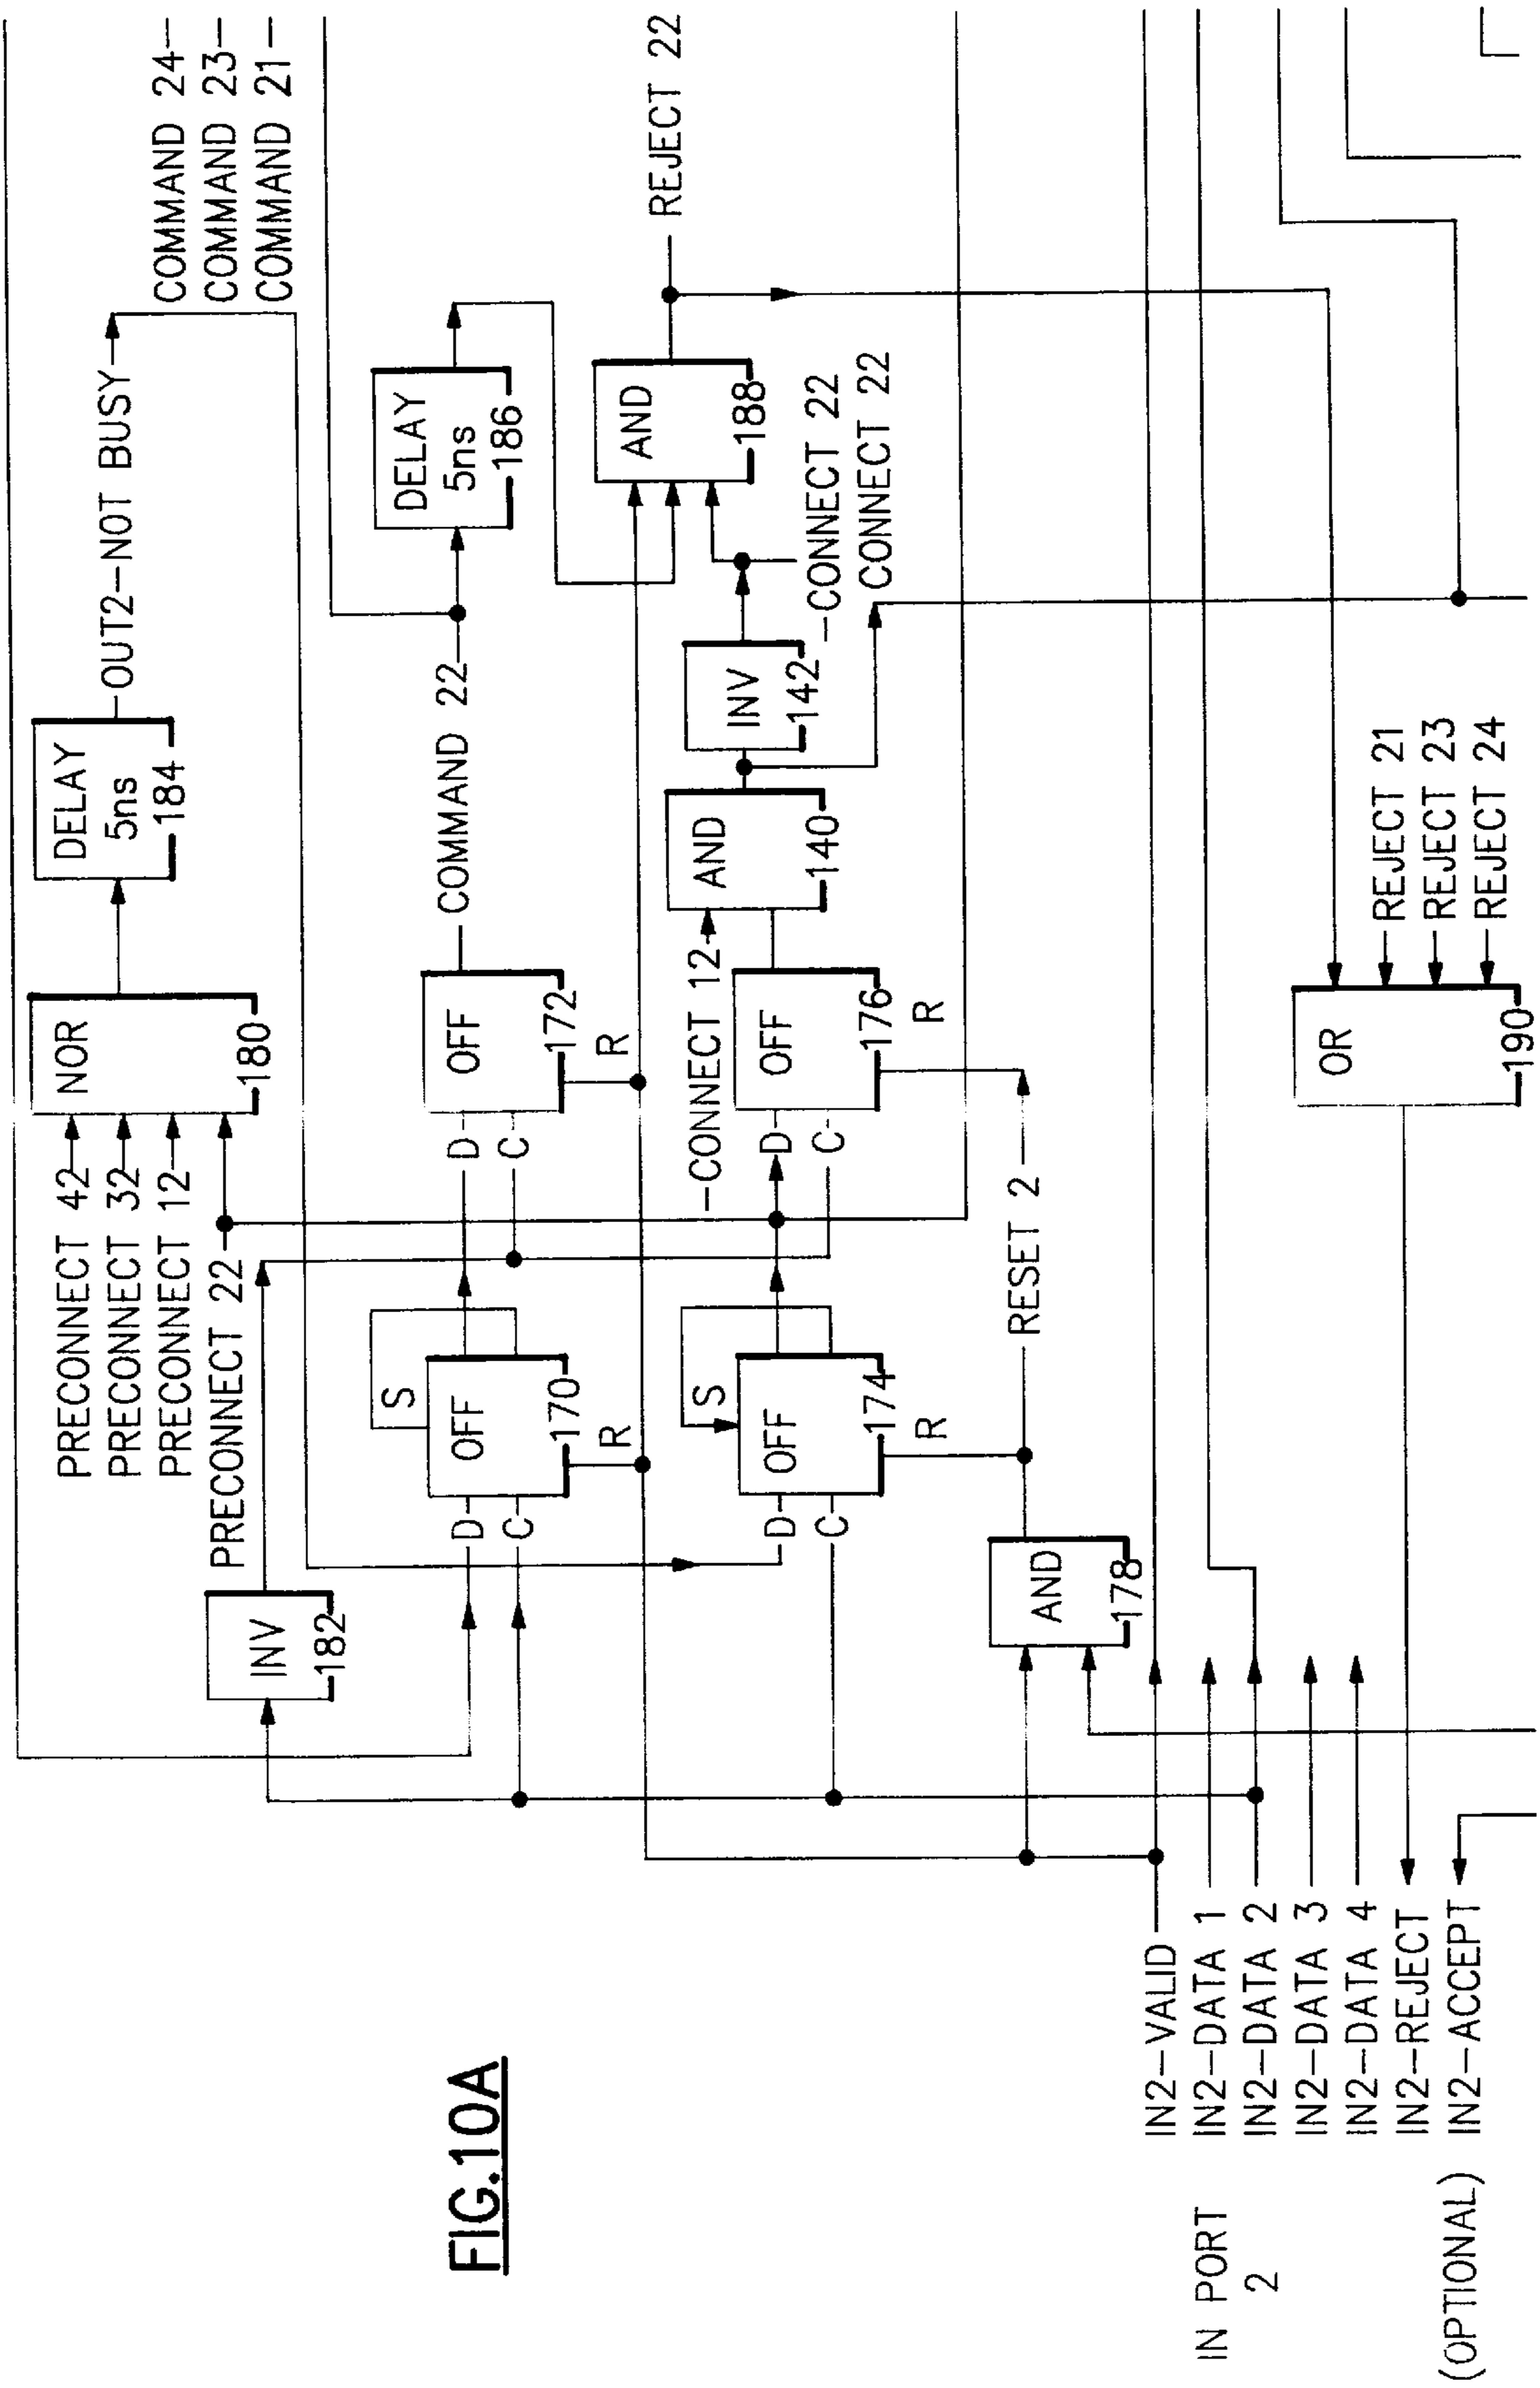 FIG.10A
IN PORT
2
(OPTIONAL)
IN2-VALID
IN2-DATA 1
IN2-DATA 2
IN2-DATA 3
IN2-DATA 4
IN2-REJECT
IN2-ACCEPT
INV
182
PRECONNECT 42
PRECONNECT 32
PRECONNECT 12
PRECONNECT 22
NOR
180
DELAY
5ns
184
OUT2-NOT BUSY
COMMAND 24
COMMAND 23
COMMAND 21
D
C
S
OFF
170
R
D
C
OFF
172
R
COMMAND 22
DELAY
5ns
186
D
C
S
OFF
174
R
D
C
OFF
176
R
-CONNECT 12
AND
140
INV
142
-CONNECT 22
CONNECT 22
AND
188
REJECT 22
AND
178
RESET 2
OR
190
REJECT 21
REJECT 23
REJECT 24